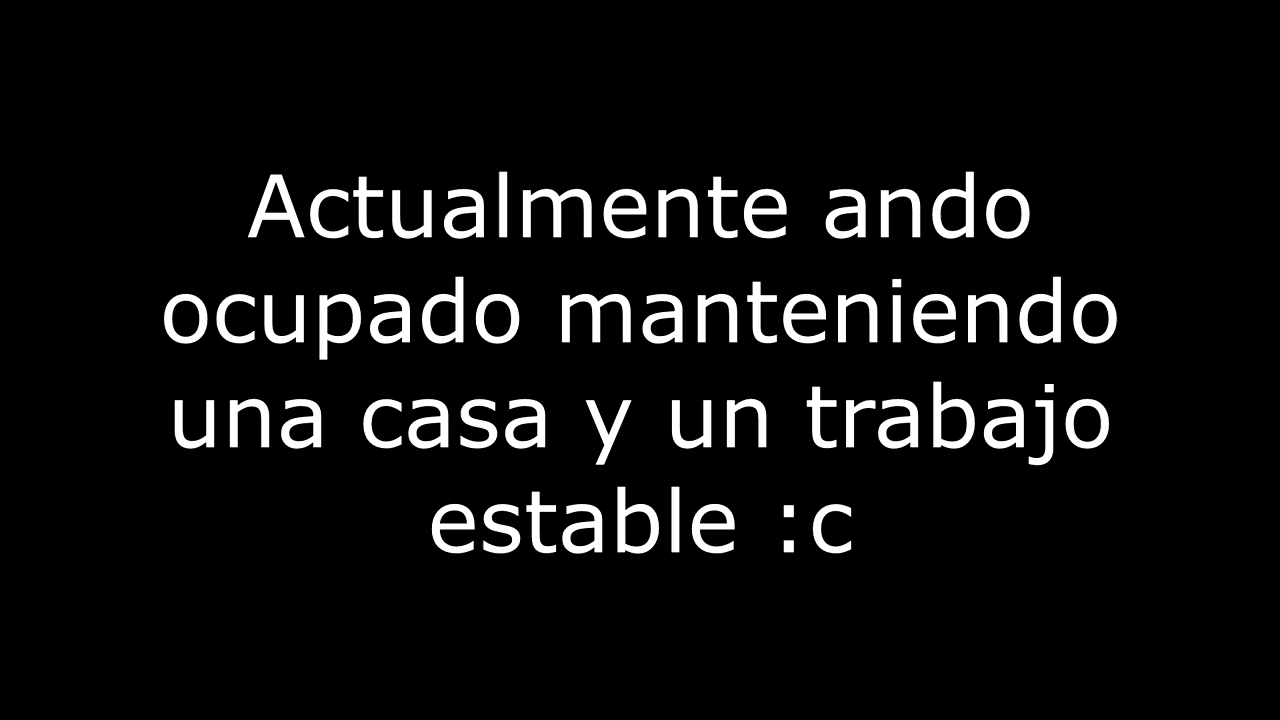 Actualmente ando
ocupado manteniendo
una casa y un trabajo
estable :c